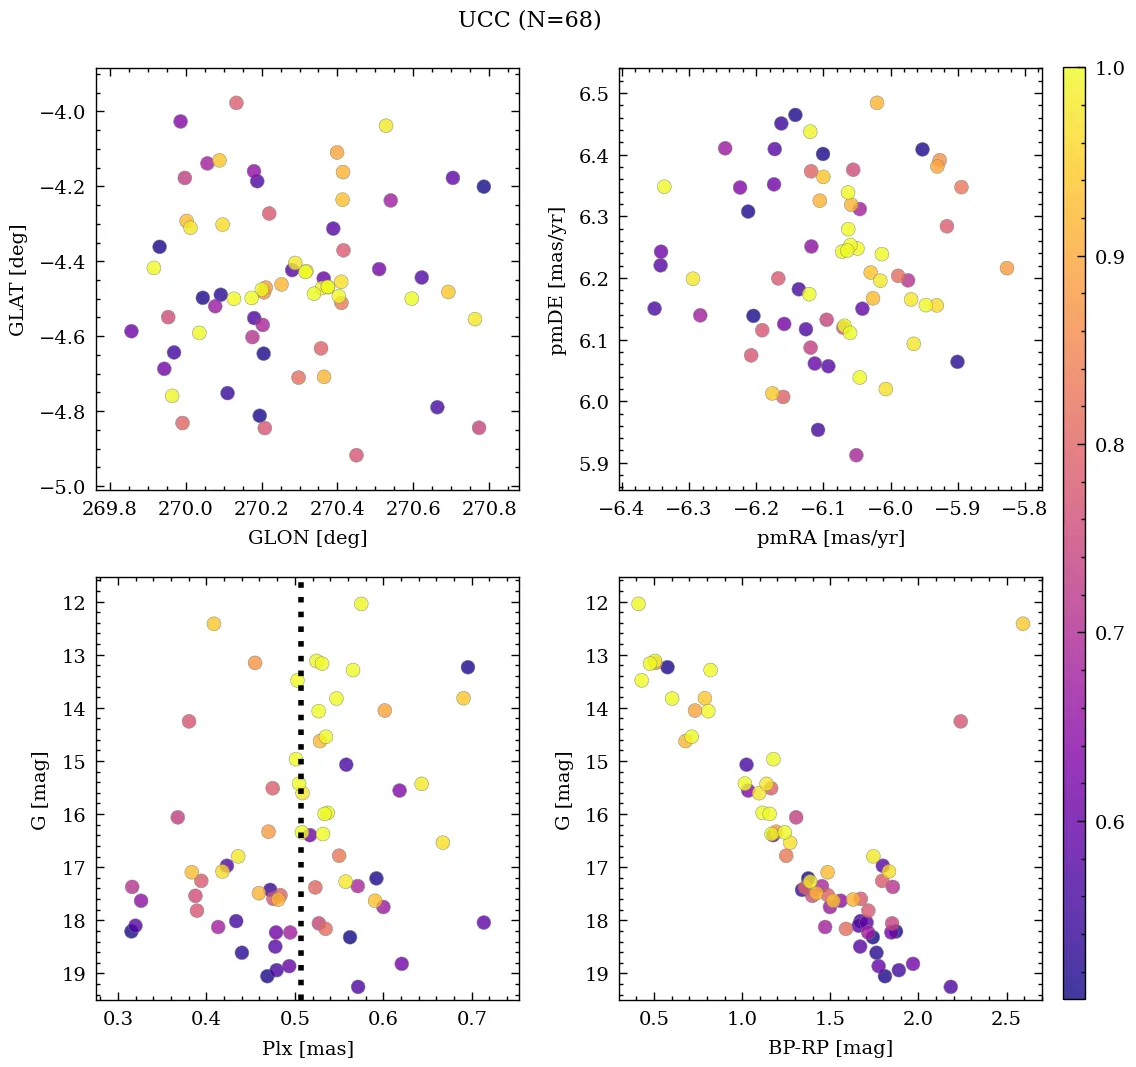 UCC (N=68)
−4.0
−4.2
−4.4
−4.6
−4.8
−5.0
GLAT [deg]
269.8 270.0 270.2 270.4 270.6 270.8
GLON [deg]
6.5
6.4
6.3
6.2
6.1
6.0
5.9
pmDE [mas/yr]
−6.4 −6.3 −6.2 −6.1 −6.0 −5.9 −5.8
pmRA [mas/yr]
1.0
0.9
0.8
0.7
0.6
12
13
14
15
16
17
18
19
G [mag]
0.3 0.4 0.5 0.6 0.7
Plx [mas]
12
13
14
15
16
17
18
19
G [mag]
0.5 1.0 1.5 2.0 2.5
BP-RP [mag]